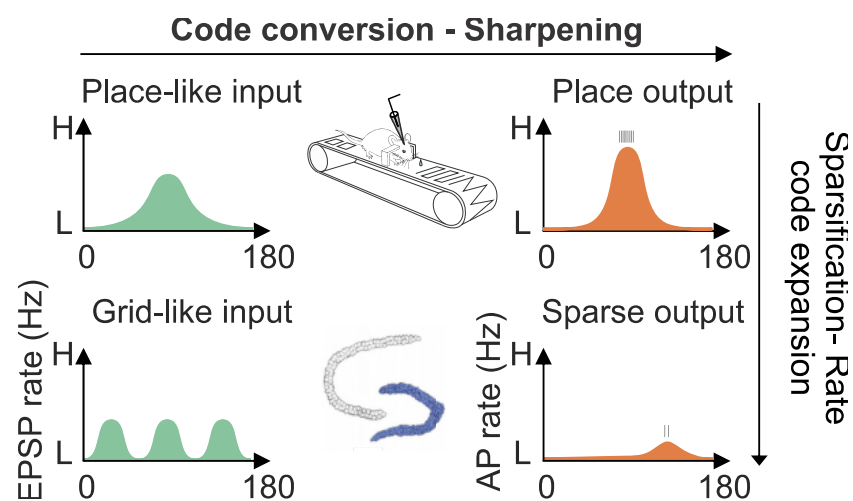 Code conversion - Sharpening
Place-like input
H
L
0
180
Place output
H
L
0
180
Grid-like input
EPSP rate (Hz)
H
L
0
180
Sparse output
AP rate (Hz)
H
L
0
180
Sparsification- Rate
code expansion